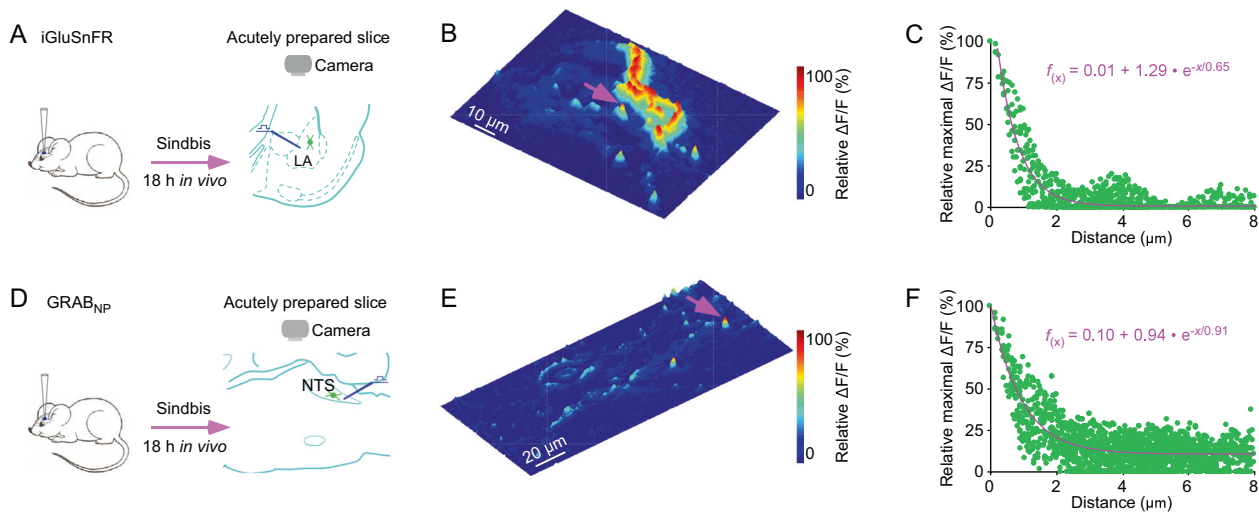 A
iGluSnFR
Acutely prepared slice
Camera
Sindbis
18 h in vivo
LA
B
10 µm
100
0
Relative ΔF/F (%)
C
100
75
50
25
0
Relative maximal ΔF/F (%)
f(x) = 0.01 + 1.29 • e-x/0.65
0 2 4 6 8
Distance (µm)
D
GRABNP
Acutely prepared slice
Camera
Sindbis
18 h in vivo
NTS
E
20 µm
100
0
Relative ΔF/F (%)
F
100
75
50
25
0
Relative maximal ΔF/F (%)
f(x) = 0.10 + 0.94 • e-x/0.91
0 2 4 6 8
Distance (µm)